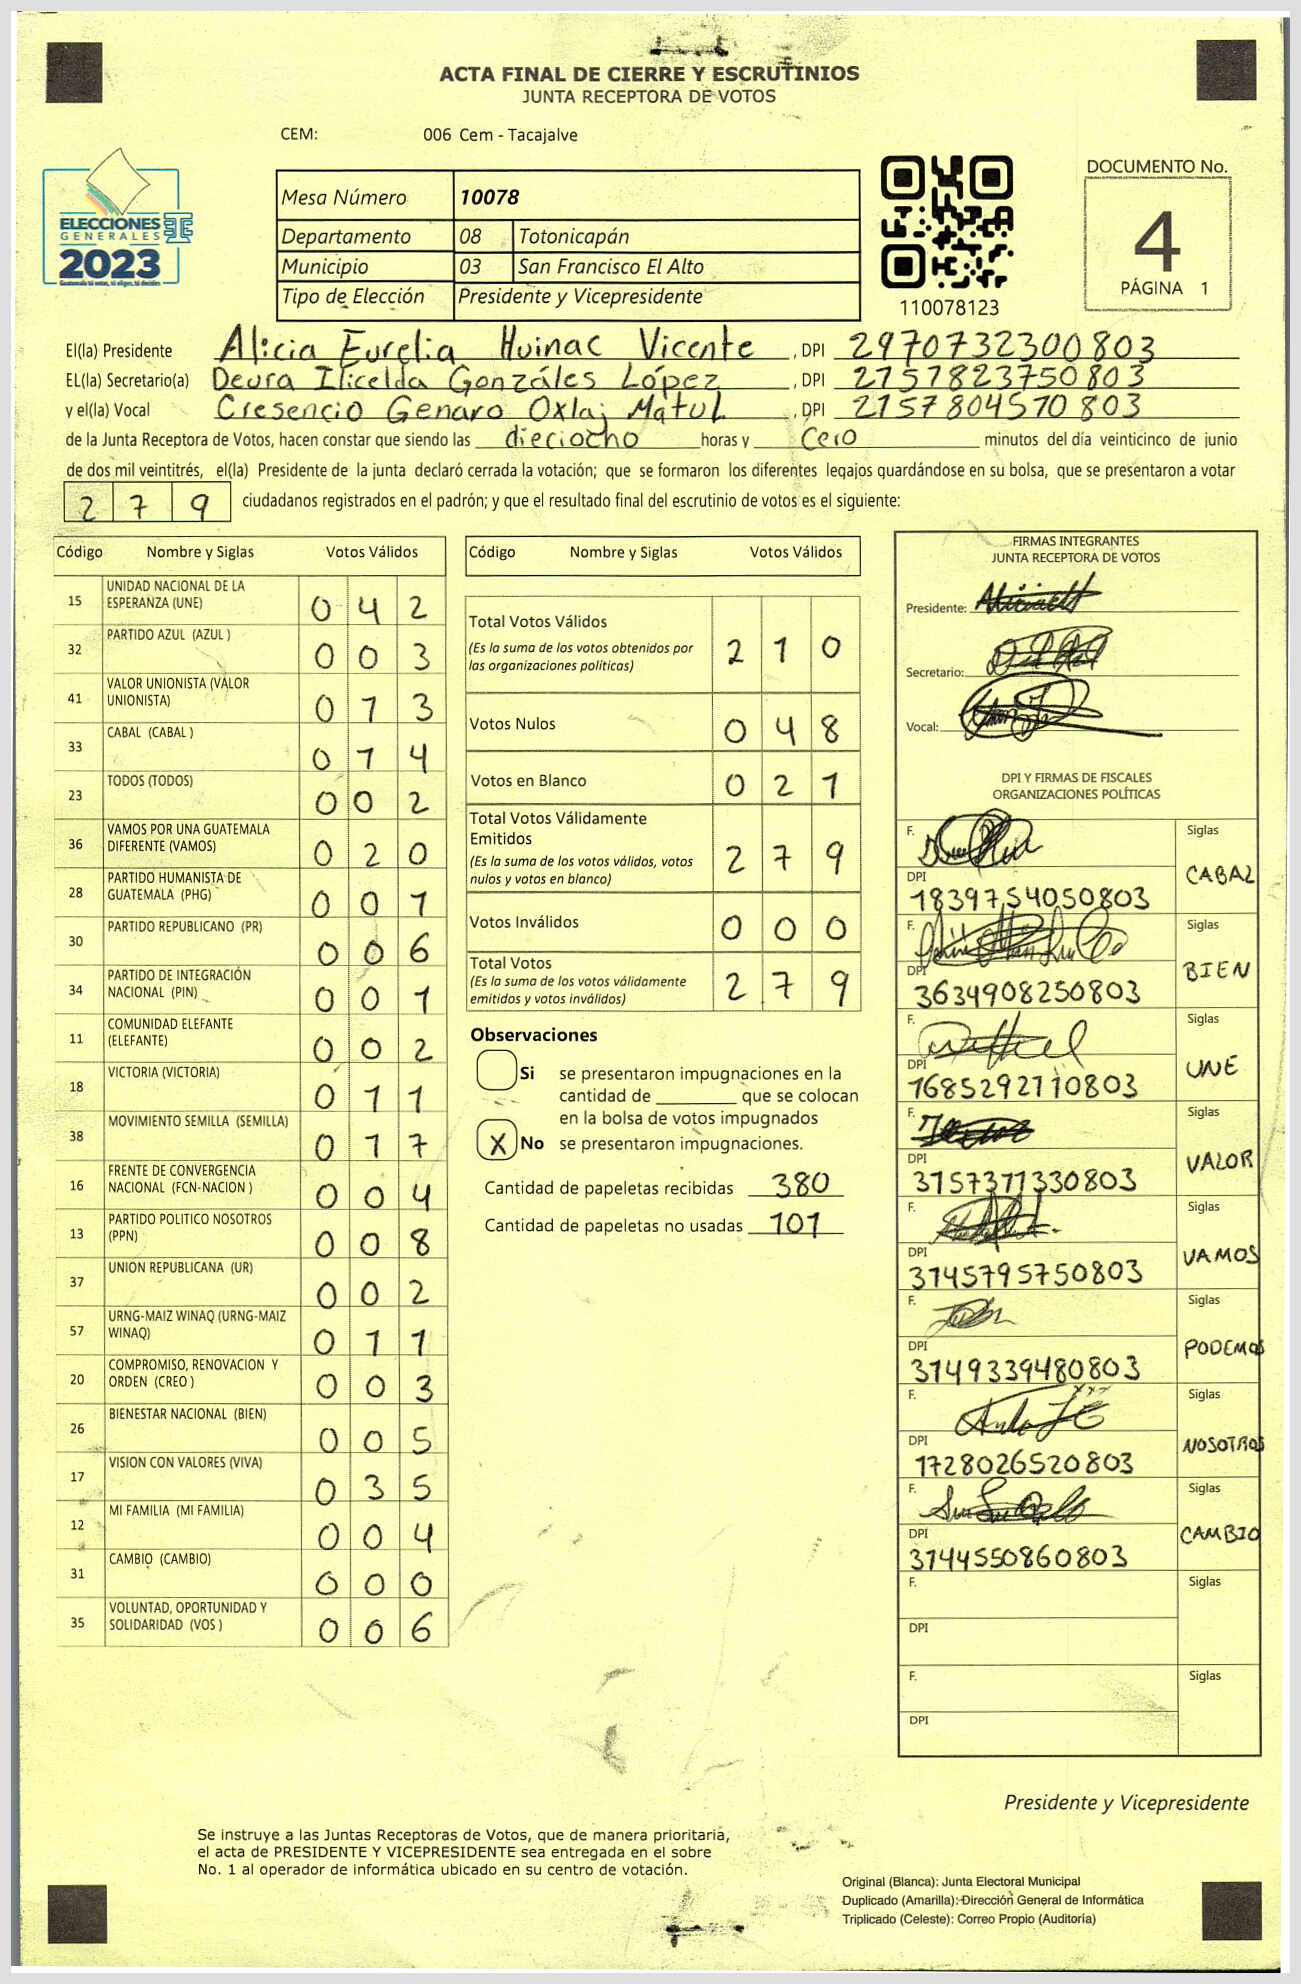 ACTA FINAL DE CIERRE Y ESCRUTINIOS
JUNTA RECEPTORA DE VOTOS
CEM: 006 Cem - Tacajalve
ELECCIONES
GENERALES
2023
Guatemala tú votas, tú eliges, tú decides
TSE
Mesa Número 10078
Departamento 08 Totonicapán
Municipio 03 San Francisco El Alto
Tipo de Elección Presidente y Vicepresidente
110078123
DOCUMENTO No.
4
PÁGINA 1
El(la) Presidente Alicia Eurelia Huinac Vicente , DPI 2970732300803
EL(la) Secretario(a) Deura Ilicelda Gonzáles López , DPI 2757823750803
y el(la) Vocal Cresencio Genaro Oxlaj Matul , DPI 2157804570803
de la Junta Receptora de Votos, hacen constar que siendo las dieciocho horas y Cero minutos del día veinticinco de junio
de dos mil veintitrés, el(la) Presidente de la junta declaró cerrada la votación; que se formaron los diferentes legajos quardándose en su bolsa, que se presentaron a votar
2 7 9 ciudadanos registrados en el padrón; y que el resultado final del escrutinio de votos es el siguiente:
Código Nombre y Siglas Votos Válidos
15 UNIDAD NACIONAL DE LA ESPERANZA (UNE) 0 4 2
32 PARTIDO AZUL (AZUL ) 0 0 3
41 VALOR UNIONISTA (VALOR UNIONISTA) 0 1 3
33 CABAL (CABAL ) 0 1 4
23 TODOS (TODOS) 0 0 2
36 VAMOS POR UNA GUATEMALA DIFERENTE (VAMOS) 0 2 0
28 PARTIDO HUMANISTA DE GUATEMALA (PHG) 0 0 1
30 PARTIDO REPUBLICANO (PR) 0 0 6
34 PARTIDO DE INTEGRACIÓN NACIONAL (PIN) 0 0 1
11 COMUNIDAD ELEFANTE (ELEFANTE) 0 0 2
18 VICTORIA (VICTORIA) 0 1 1
38 MOVIMIENTO SEMILLA (SEMILLA) 0 1 7
16 FRENTE DE CONVERGENCIA NACIONAL (FCN-NACION ) 0 0 4
13 PARTIDO POLITICO NOSOTROS (PPN) 0 0 8
37 UNION REPUBLICANA (UR) 0 0 2
57 URNG-MAIZ WINAQ (URNG-MAIZ WINAQ) 0 1 1
20 COMPROMISO, RENOVACION Y ORDEN (CREO ) 0 0 3
26 BIENESTAR NACIONAL (BIEN) 0 0 5
17 VISION CON VALORES (VIVA) 0 3 5
12 MI FAMILIA (MI FAMILIA) 0 0 4
31 CAMBIO (CAMBIO) 0 0 0
35 VOLUNTAD, OPORTUNIDAD Y SOLIDARIDAD (VOS ) 0 0 6
Código Nombre y Siglas Votos Válidos
Total Votos Válidos
(Es la suma de los votos obtenidos por
las organizaciones políticas) 2 1 0
Votos Nulos 0 4 8
Votos en Blanco 0 2 1
Total Votos Válidamente
Emitidos
(Es la suma de los votos válidos, votos
nulos y votos en blanco) 2 7 9
Votos Inválidos 0 0 0
Total Votos
(Es la suma de los votos válidamente
emitidos y votos inválidos) 2 7 9
Observaciones
Si se presentaron impugnaciones en la
cantidad de ________ que se colocan
en la bolsa de votos impugnados
X No se presentaron impugnaciones.
Cantidad de papeletas recibidas 380
Cantidad de papeletas no usadas 101
FIRMAS INTEGRANTES
JUNTA RECEPTORA DE VOTOS
Presidente:
Secretario:
Vocal:
DPI Y FIRMAS DE FISCALES
ORGANIZACIONES POLÍTICAS
F. Siglas
DPI CABAL
1839754050803
F. Siglas
DPI BIEN
3634908250803
F. Siglas
DPI UNE
1685292110803
F. Siglas
DPI VALOR
3157371330803
F. Siglas
DPI VAMOS
3145795750803
F. Siglas
DPI PODEMOS
3149339480803
F. Siglas
DPI NOSOTROS
1728026520803
F. Siglas
DPI CAMBIO
3144550860803
F. Siglas
DPI
F. Siglas
DPI
Presidente y Vicepresidente
Se instruye a las Juntas Receptoras de Votos, que de manera prioritaria,
el acta de PRESIDENTE Y VICEPRESIDENTE sea entregada en el sobre
No. 1 al operador de informática ubicado en su centro de votación.
Original (Blanca): Junta Electoral Municipal
Duplicado (Amarilla): Dirección General de Informática
Triplicado (Celeste): Correo Propio (Auditoría)